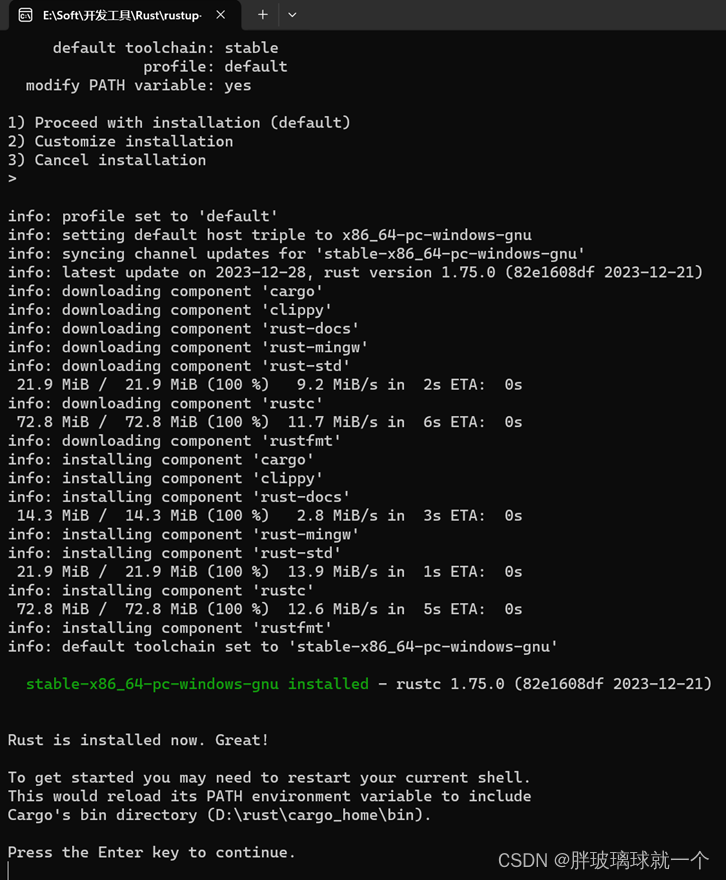 E:\Soft\开发工具\Rust\rustup-
default toolchain: stable
profile: default
modify PATH variable: yes
1) Proceed with installation (default)
2) Customize installation
3) Cancel installation
>
info: profile set to 'default'
info: setting default host triple to x86_64-pc-windows-gnu
info: syncing channel updates for 'stable-x86_64-pc-windows-gnu'
info: latest update on 2023-12-28, rust version 1.75.0 (82e1608df 2023-12-21)
info: downloading component 'cargo'
info: downloading component 'clippy'
info: downloading component 'rust-docs'
info: downloading component 'rust-mingw'
info: downloading component 'rust-std'
21.9 MiB / 21.9 MiB (100 %) 9.2 MiB/s in 2s ETA: 0s
info: downloading component 'rustc'
72.8 MiB / 72.8 MiB (100 %) 11.7 MiB/s in 6s ETA: 0s
info: downloading component 'rustfmt'
info: installing component 'cargo'
info: installing component 'clippy'
info: installing component 'rust-docs'
14.3 MiB / 14.3 MiB (100 %) 2.8 MiB/s in 3s ETA: 0s
info: installing component 'rust-mingw'
info: installing component 'rust-std'
21.9 MiB / 21.9 MiB (100 %) 13.9 MiB/s in 1s ETA: 0s
info: installing component 'rustc'
72.8 MiB / 72.8 MiB (100 %) 12.6 MiB/s in 5s ETA: 0s
info: installing component 'rustfmt'
info: default toolchain set to 'stable-x86_64-pc-windows-gnu'
stable-x86_64-pc-windows-gnu installed - rustc 1.75.0 (82e1608df 2023-12-21)
Rust is installed now. Great!
To get started you may need to restart your current shell.
This would reload its PATH environment variable to include
Cargo's bin directory (D:\rust\cargo_home\bin).
Press the Enter key to continue.
CSDN @胖玻璃球就一个